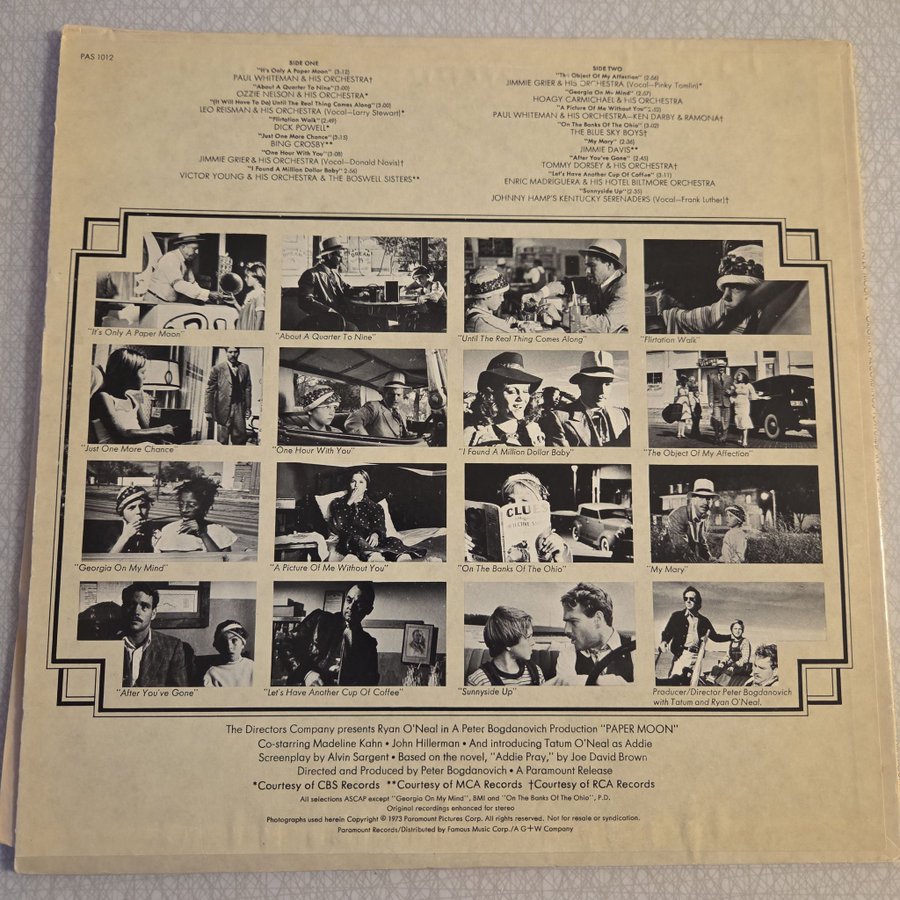 PAS 1012
SIDE ONE
"It's Only A Paper Moon" (3:12)
PAUL WHITEMAN & HIS ORCHESTRA†
"About A Quarter To Nine" (3:00)
OZZIE NELSON & HIS ORCHESTRA*
"(It Will Have To Do) Until The Real Thing Comes Along" (3:00)
LEO REISMAN & HIS ORCHESTRA (Vocal—Larry Stewart)†
"Flirtation Walk" (2:49)
DICK POWELL*
"Just One More Chance" (3:15)
BING CROSBY**
"One Hour With You" (3:08)
JIMMIE GRIER & HIS ORCHESTRA (Vocal—Donald Novis)†
"I Found A Million Dollar Baby" 2:56)
VICTOR YOUNG & HIS ORCHESTRA & THE BOSWELL SISTERS**
SIDE TWO
"The Object Of My Affection" (2:56)
JIMMIE GRIER & HIS ORCHESTRA (Vocal—Pinky Tomlin)*
"Georgia On My Mind" (2:57)
HOAGY CARMICHAEL & HIS ORCHESTRA
"A Picture Of Me Without You"
PAUL WHITEMAN & HIS ORCHESTRA—KEN DARBY & RAMONA†
"On The Banks Of The Ohio" (3:02)
THE BLUE SKY BOYS†
"My Mary" (2:36)
JIMMIE DAVIS**
"After You've Gone" (2:45)
TOMMY DORSEY & HIS ORCHESTRA†
"Let's Have Another Cup Of Coffee" (3:11)
ENRIC MADRIGUERA & HIS HOTEL BILTMORE ORCHESTRA
"Sunnyside Up" (2:35)
JOHNNY HAMP'S KENTUCKY SERENADERS (Vocal—Frank Luther)†
"It's Only A Paper Moon"
"About A Quarter To Nine"
"Until The Real Thing Comes Along"
"Flirtation Walk"
"Just One More Chance"
"One Hour With You"
"I Found A Million Dollar Baby"
"The Object Of My Affection"
CLUES
DETECTIVE
"Georgia On My Mind"
"A Picture Of Me Without You"
"On The Banks Of The Ohio"
"My Mary"
"After You've Gone"
"Let's Have Another Cup Of Coffee"
"Sunnyside Up"
Producer/Director Peter Bogdanovich
with Tatum and Ryan O'Neal.
The Directors Company presents Ryan O'Neal in A Peter Bogdanovich Production "PAPER MOON"
Co-starring Madeline Kahn • John Hillerman • And introducing Tatum O'Neal as Addie
Screenplay by Alvin Sargent • Based on the novel, "Addie Pray," by Joe David Brown
Directed and Produced by Peter Bogdanovich • A Paramount Release
*Courtesy of CBS Records **Courtesy of MCA Records †Courtesy of RCA Records
All selections ASCAP except "Georgia On My Mind", BMI and "On The Banks Of The Ohio", P.D.
Original recordings enhanced for stereo
Photographs used herein Copyright © 1973 Paramount Pictures Corp. All rights reserved. Not for resale or syndication.
Paramount Records/Distributed by Famous Music Corp./A G+W Company